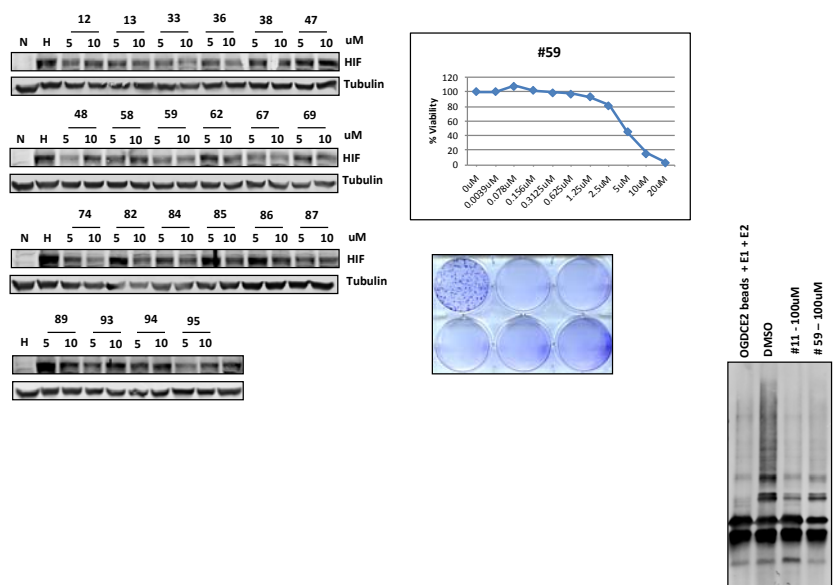 12 13 33 36 38 47
N H 5 10 5 10 5 10 5 10 5 10 5 10 uM
HIF
Tubulin
48 58 59 62 67 69
N H 5 10 5 10 5 10 5 10 5 10 5 10 uM
HIF
Tubulin
74 82 84 85 86 87
N H 5 10 5 10 5 10 5 10 5 10 5 10 uM
HIF
Tubulin
89 93 94 95
H 5 10 5 10 5 10 5 10
#59
% Viability
120
100
80
60
40
20
0
0uM 0.0039uM 0.078uM 0.156uM 0.3125uM 0.625uM 1.25uM 2.5uM 5uM 10uM 20uM
OGDCE2 beads + E1 + E2
DMSO
#11 - 100uM
# 59 – 100uM